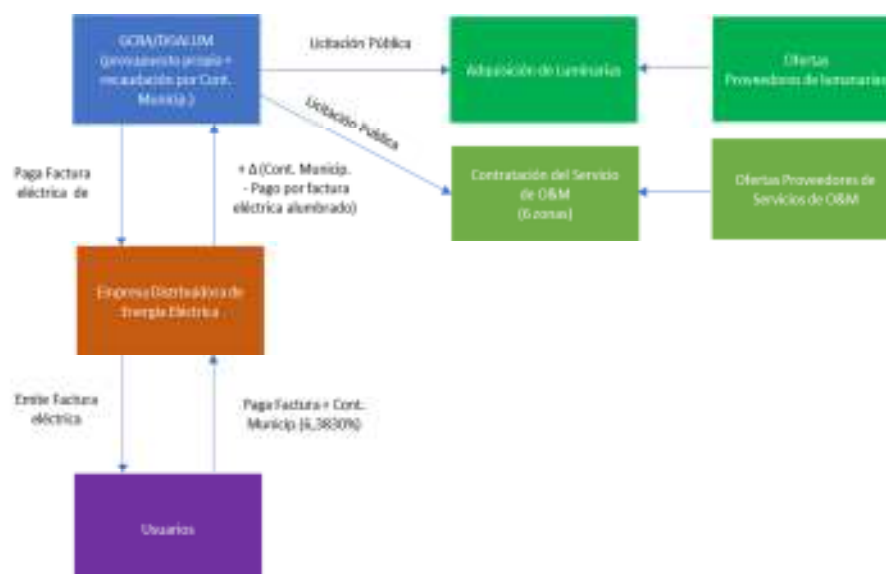 GCBA/DGALUM
(presupuesto propio +
recaudación por Cont.
Municip.)
Licitación Pública
Adquisición de Luminarias
Ofertas
Proveedores de luminarias
Licitación Pública
Paga Factura
eléctrica de
+ Δ (Cont. Municip.
- Pago por factura
eléctrica alumbrado)
Contratación del Servicio
de O&M
(6 zonas)
Ofertas Proveedores de
Servicios de O&M
Empresa Distribuidora de
Energía Eléctrica
Emite Factura
eléctrica
Paga Factura + Cont.
Municip (6,3830%)
Usuarios